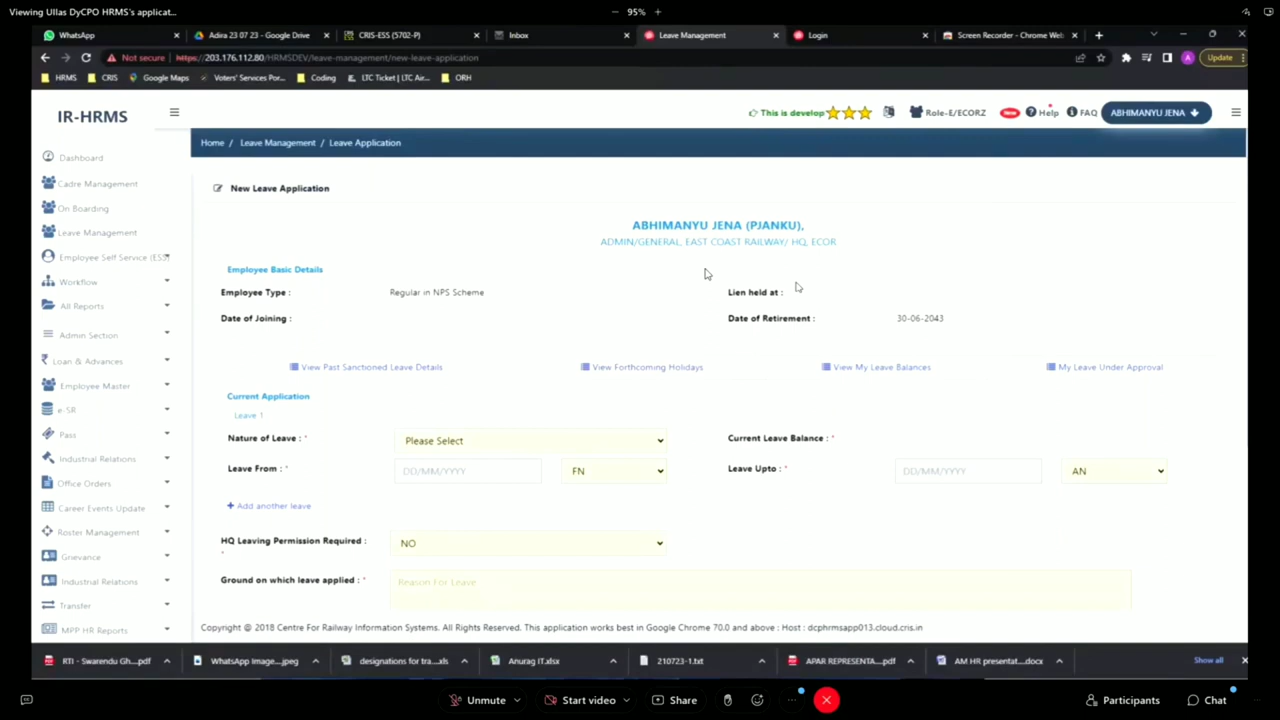 Viewing Ullas DyCPO HRMS's applicat...
95%
WhatsApp
Adira 23 07 23 - Google Drive
CRIS-ESS (5702-P)
Inbox
Leave Management
Login
Screen Recorder - Chrome Web
Not secure
https://203.176.112.80/HRMSDEV/leave-management/new-leave-application
A
Update
HRMS
CRIS
Google Maps
Voters' Services Por...
Coding
LTC Ticket | LTC Air...
ORH
IR-HRMS
This is develop
Role-E/ECORZ
New
Help
FAQ
ABHIMANYU JENA
Home / Leave Management / Leave Application
Dashboard
Cadre Management
On Boarding
Leave Management
Employee Self Service (ESS
Workflow
All Reports
Admin Section
Loan & Advances
Employee Master
e-SR
Pass
Industrial Relations
Office Orders
Career Events Update
Roster Management
Grievance
Industrial Relations
Transfer
MPP HR Reports
New Leave Application
ABHIMANYU JENA (PJANKU),
ADMIN/GENERAL, EAST COAST RAILWAY/ HQ, ECOR
Employee Basic Details
Employee Type : Regular in NPS Scheme Lien held at :
Date of Joining : Date of Retirement : 30-06-2043
View Past Sanctioned Leave Details View Forthcoming Holidays View My Leave Balances My Leave Under Approval
Current Application
Leave 1
Nature of Leave : * Please Select Current Leave Balance : *
Leave From : * DD/MM/YYYY FN Leave Upto : * DD/MM/YYYY AN
+ Add another leave
HQ Leaving Permission Required : NO
*
Ground on which leave applied : * Reason For Leave
Copyright @ 2018 Centre For Railway Information Systems. All Rights Reserved. This application works best in Google Chrome 70.0 and above : Host : dcphrmsapp013.cloud.cris.in
RTI - Swarendu Gh....pdf
WhatsApp Image....jpeg
designations for tra....xls
Anurag IT.xlsx
210723-1.txt
APAR REPRESENTA....pdf
AM HR presentat....docx
Show all
Unmute
Start video
Share
Participants
Chat